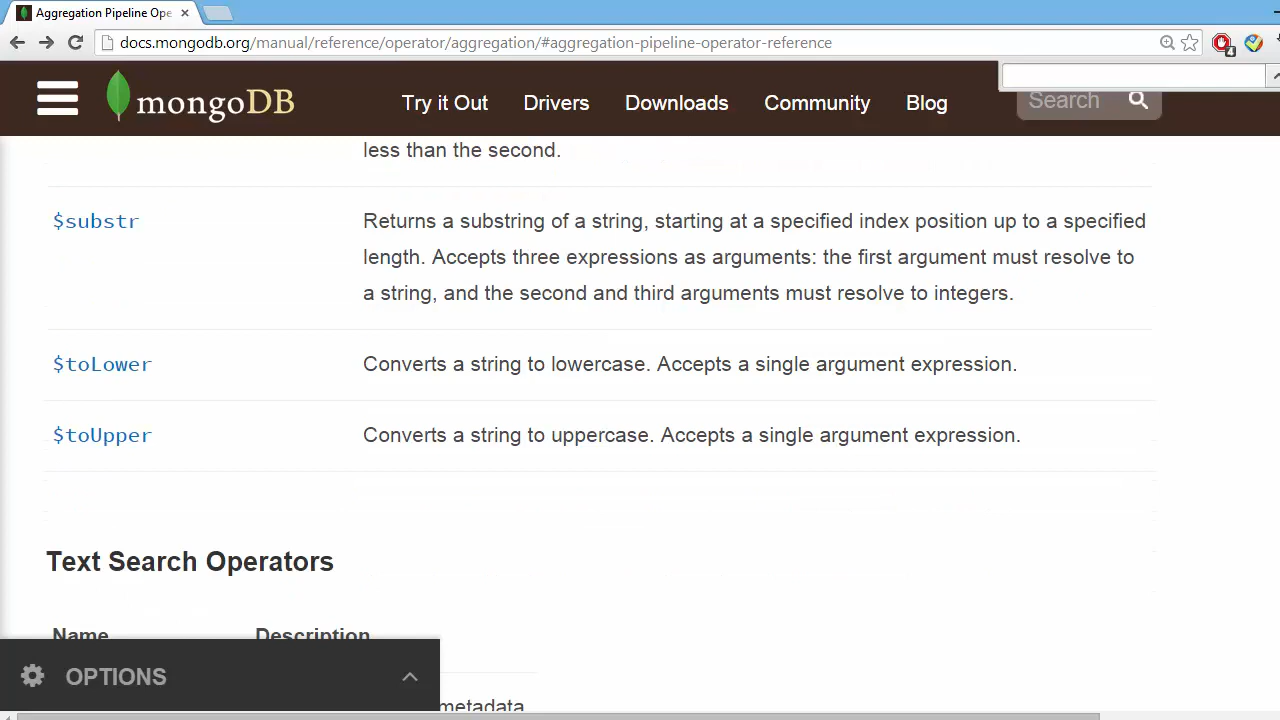 Aggregation Pipeline Ope
docs.mongodb.org/manual/reference/operator/aggregation/#aggregation-pipeline-operator-reference
4
mongoDB
Try it Out
Drivers
Downloads
Community
Blog
Search
less than the second.
$substr
Returns a substring of a string, starting at a specified index position up to a specified
length. Accepts three expressions as arguments: the first argument must resolve to
a string, and the second and third arguments must resolve to integers.
$toLower
Converts a string to lowercase. Accepts a single argument expression.
$toUpper
Converts a string to uppercase. Accepts a single argument expression.
Text Search Operators
Name
Description
OPTIONS
metadata